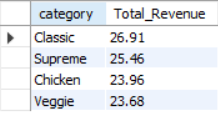 category Total_Revenue
Classic 26.91
Supreme 25.46
Chicken 23.96
Veggie 23.68